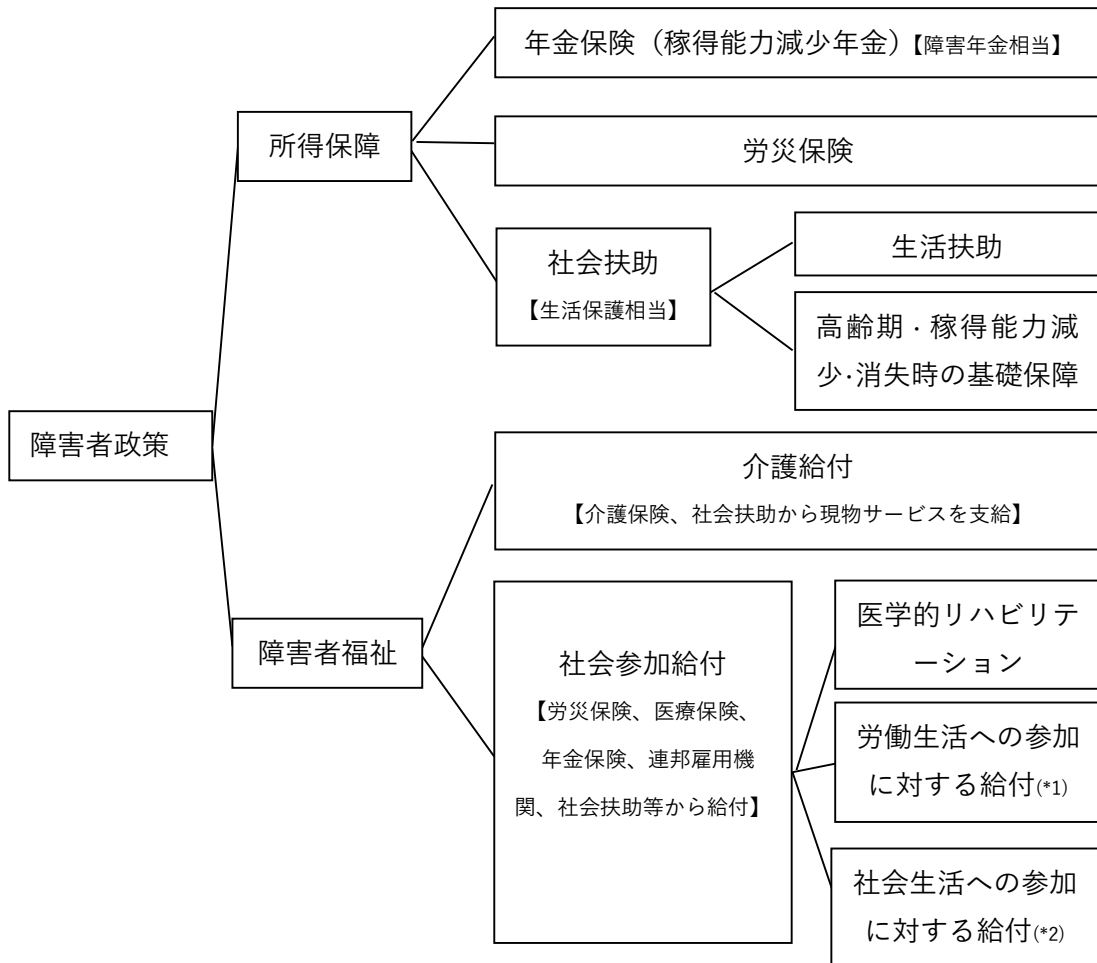 年金保険（稼得能力減少年金）【障害年金相当】
所得保障
労災保険
社会扶助
【生活保護相当】
生活扶助
高齢期・稼得能力減
少・消失時の基礎保障
障害者政策
介護給付
【介護保険、社会扶助から現物サービスを支給】
障害者福祉
社会参加給付
【労災保険、医療保険、
年金保険、連邦雇用機
関、社会扶助等から給付】
医学的リハビリテ
ーション
労働生活への参加
に対する給付(*1)
社会生活への参加
に対する給付(*2)